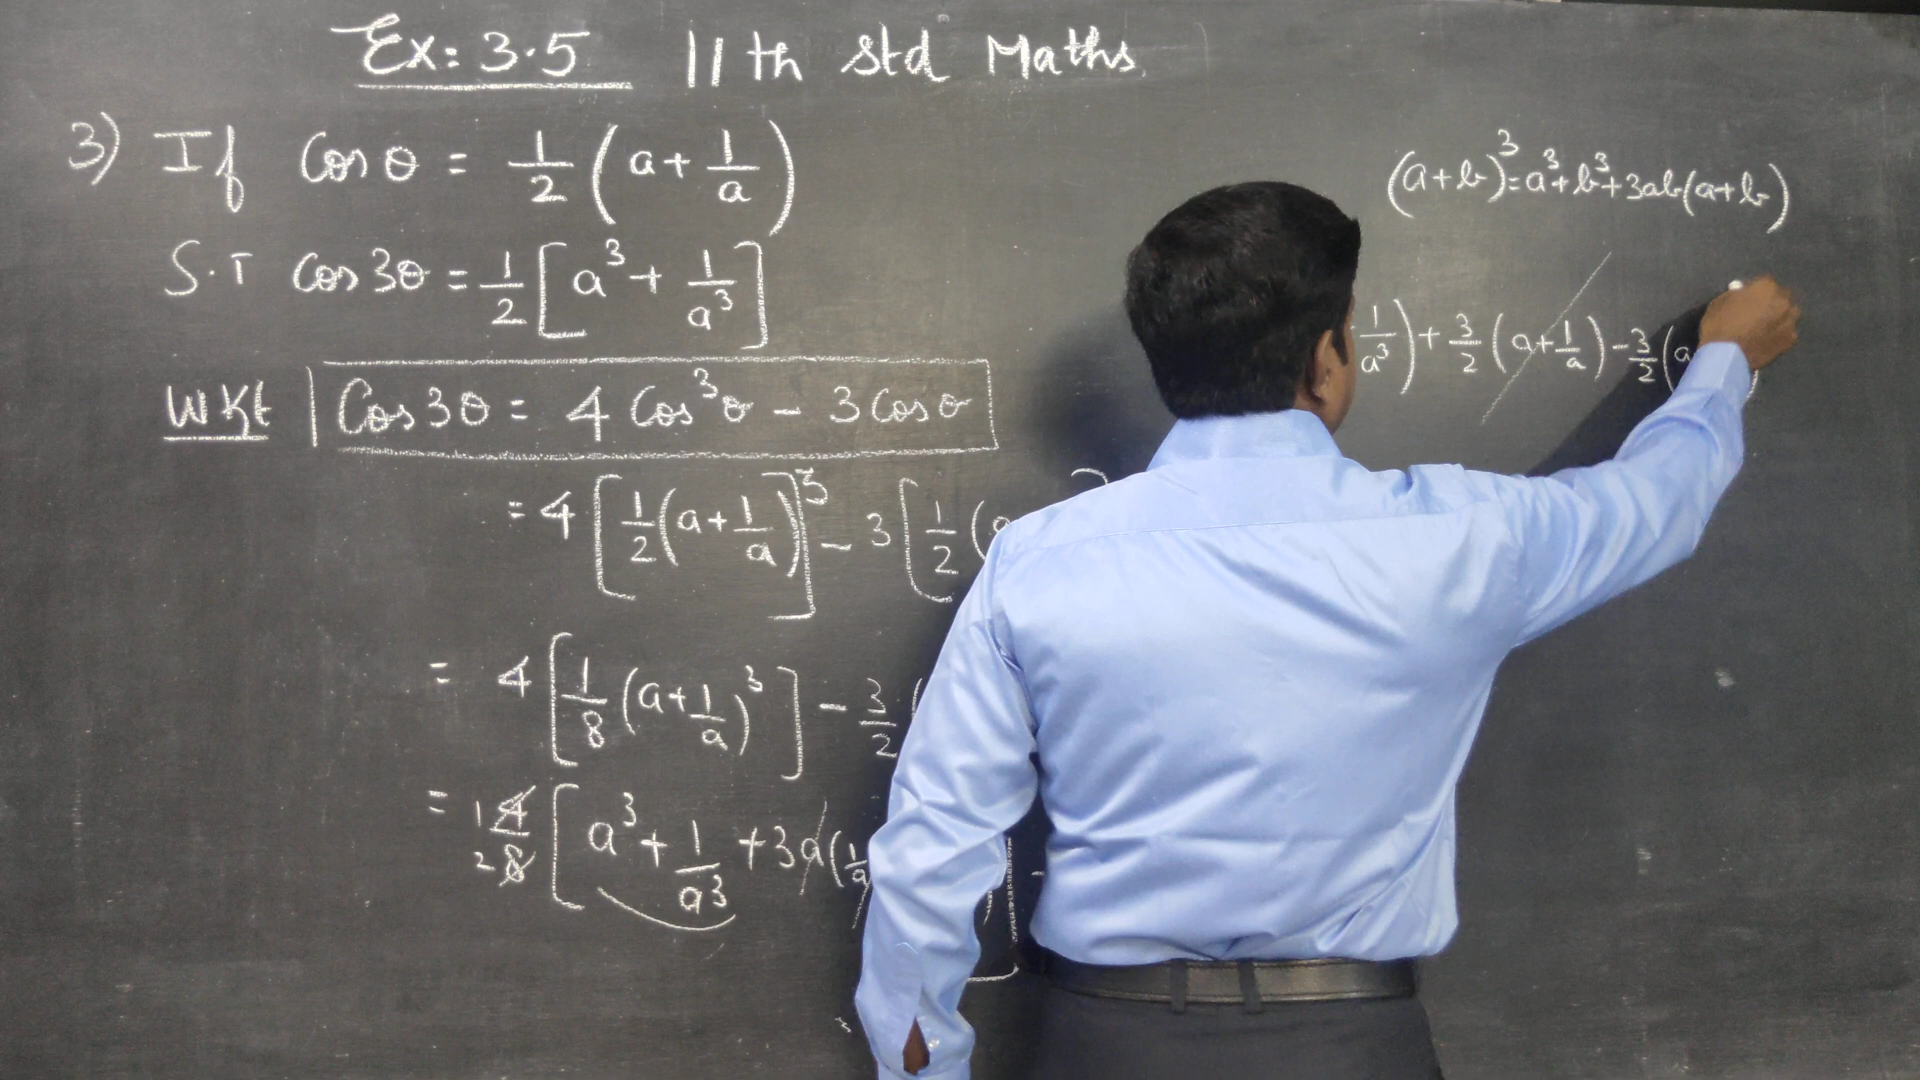 Ex: 3.5 11th Std Maths
3) If Cos θ = 1/2 (a + 1/a)
S.T Cos 3θ = 1/2 [a³ + 1/a³]
WKt Cos 3θ = 4 Cos³θ - 3 Cos θ
= 4 [1/2 (a + 1/a)]³ - 3 [1/2 (a
= 4 [1/8 (a + 1/a)³] - 3/2 (
= 4/8 1/2 [a³ + 1/a³ + 3a (1/a
(a+b)³ = a³ + b³ + 3ab(a+b)
1/a³) + 3/2 (a + 1/a) - 3/2 (a